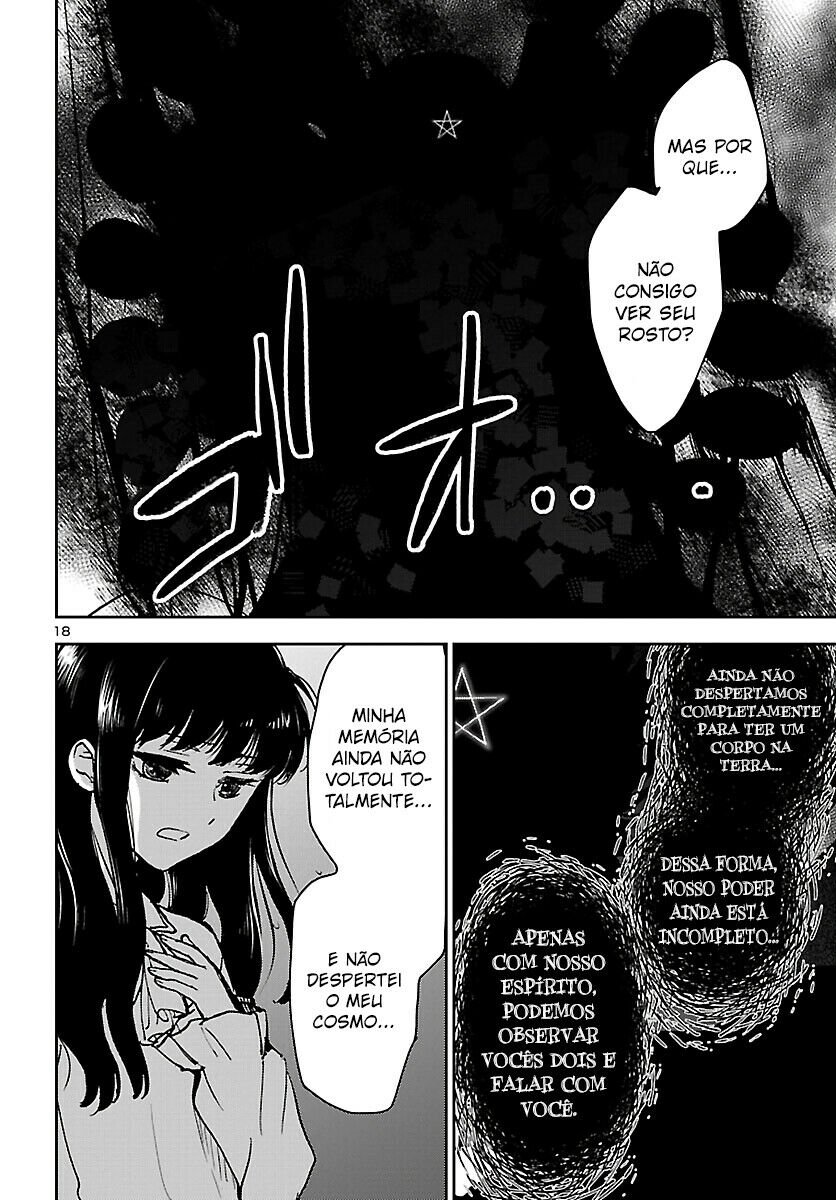 MAS POR
QUE...
NÃO
CONSIGO
VER SEU
ROSTO?
ゴオ...
18
AINDA NÃO
DESPERTAMOS
COMPLETAMENTE
PARA TER UM
CORPO NA
TERRA...
DESSA FORMA,
NOSSO PODER
AINDA ESTÁ
INCOMPLETO...
APENAS
COM NOSSO
ESPÍRITO,
PODEMOS
OBSERVAR
VOCÊS DOIS E
FALAR COM
VOCÊ.
MINHA
MEMÓRIA
AINDA NÃO
VOLTOU TO-
TALMENTE...
E NÃO
DESPERTEI
O MEU
COSMO...